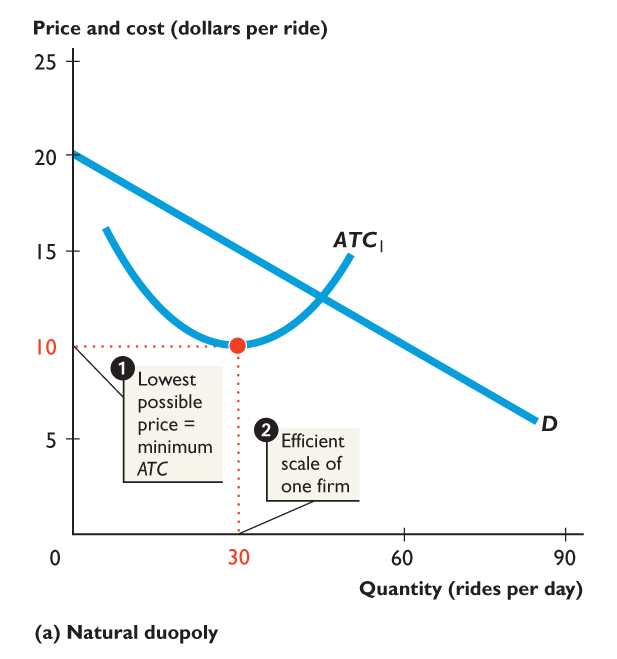 Price and cost (dollars per ride)
25
20
15
10
5
0
30
60
90
ATC1
D
1
Lowest
possible
price =
minimum
ATC
2
Efficient
scale of
one firm
Quantity (rides per day)
(a) Natural duopoly